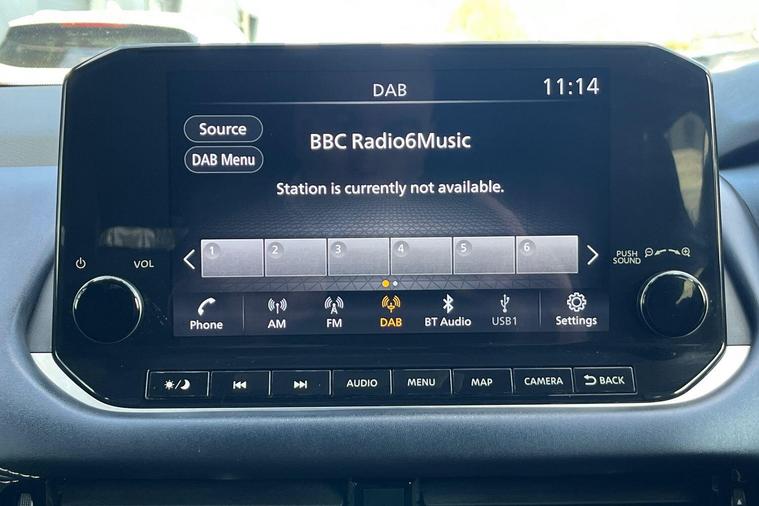 DAB
11:14
Source
BBC Radio6Music
DAB Menu
Station is currently not available.
1 2 3 4 5 6
VOL
PUSH
SOUND
Phone AM FM DAB BT Audio USB1 Settings
AUDIO MENU MAP CAMERA BACK